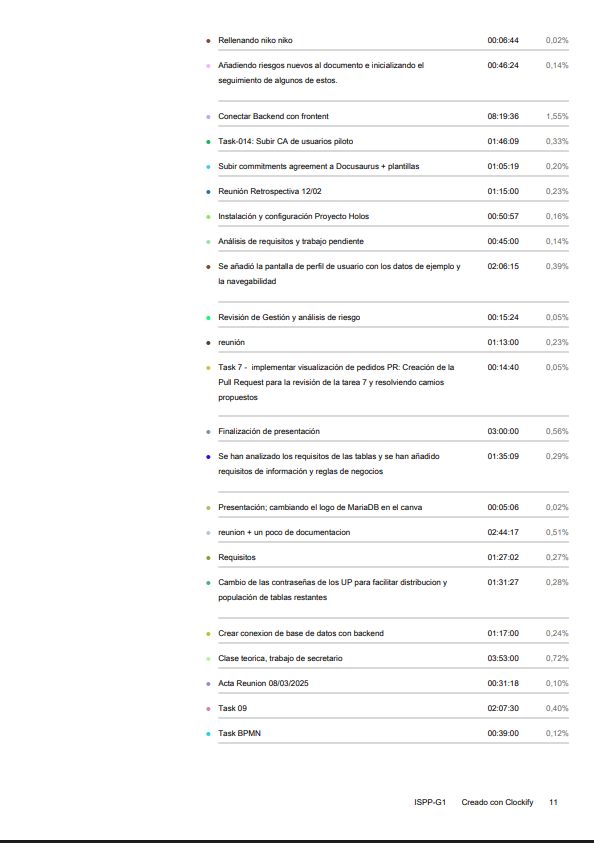 Rellenando niko niko 00:06:44 0,02%
Añadiendo riesgos nuevos al documento e inicializando el 00:46:24 0,14%
seguimiento de algunos de estos.
Conectar Backend con frontent 08:19:36 1,55%
Task-014: Subir CA de usuarios piloto 01:46:09 0,33%
Subir commitments agreement a Docusaurus + plantillas 01:05:19 0,20%
Reunión Retrospectiva 12/02 01:15:00 0,23%
Instalación y configuración Proyecto Holos 00:50:57 0,16%
Análisis de requisitos y trabajo pendiente 00:45:00 0,14%
Se añadió la pantalla de perfil de usuario con los datos de ejemplo y 02:06:15 0,39%
la navegabilidad
Revisión de Gestión y análisis de riesgo 00:15:24 0,05%
reunión 01:13:00 0,23%
Task 7 - implementar visualización de pedidos PR: Creación de la 00:14:40 0,05%
Pull Request para la revisión de la tarea 7 y resolviendo camios
propuestos
Finalización de presentación 03:00:00 0,56%
Se han analizado los requisitos de las tablas y se han añadido 01:35:09 0,29%
requisitos de información y reglas de negocios
Presentación; cambiando el logo de MariaDB en el canva 00:05:06 0,02%
reunion + un poco de documentacion 02:44:17 0,51%
Requisitos 01:27:02 0,27%
Cambio de las contraseñas de los UP para facilitar distribucion y 01:31:27 0,28%
población de tablas restantes
Crear conexion de base de datos con backend 01:17:00 0,24%
Clase teorica, trabajo de secretario 03:53:00 0,72%
Acta Reunion 08/03/2025 00:31:18 0,10%
Task 09 02:07:30 0,40%
Task BPMN 00:39:00 0,12%
ISPP-G1 Creado con Clockify 11